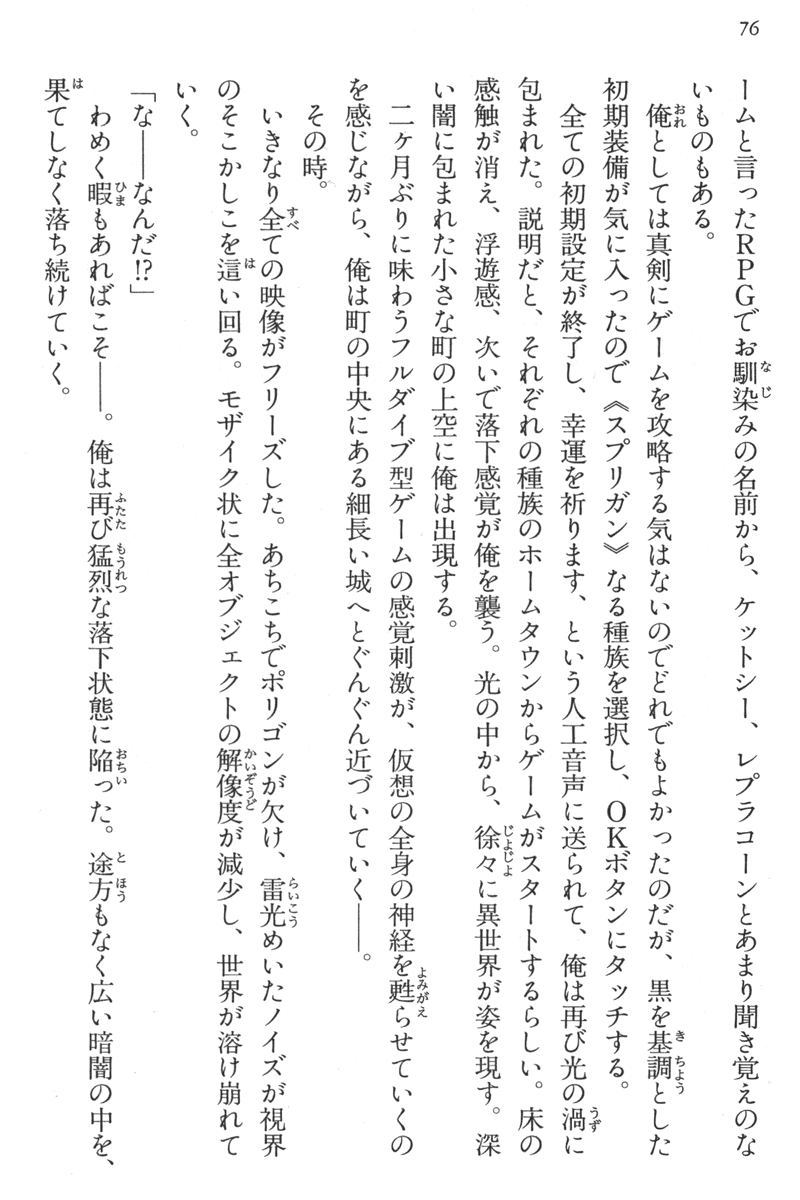 76
ームと言ったRPGでお馴染みの名前から、ケットシー、レプラコーンとあまり聞き覚えのな
いものもある。
　俺としては真剣にゲームを攻略する気はないのでどれでもよかったのだが、黒を基調とした
初期装備が気に入ったので《スプリガン》なる種族を選択し、OKボタンにタッチする。
　全ての初期設定が終了し、幸運を祈ります、という人工音声に送られて、俺は再び光の渦に
包まれた。説明だと、それぞれの種族のホームタウンからゲームがスタートするらしい。床の
感触が消え、浮遊感、次いで落下感覚が俺を襲う。光の中から、徐々に異世界が姿を現す。深
い闇に包まれた小さな町の上空に俺は出現する。
　二ヶ月ぶりに味わうフルダイブ型ゲームの感覚刺激が、仮想の全身の神経を甦らせていくの
を感じながら、俺は町の中央にある細長い城へとぐんぐん近づいていく――。
　その時。
　いきなり全ての映像がフリーズした。あちこちでポリゴンが欠け、雷光めいたノイズが視界
のそこかしこを這い回る。モザイク状に全オブジェクトの解像度が減少し、世界が溶け崩れて
いく。
「な――なんだ!?」
　わめく暇もあればこそ――。俺は再び猛烈な落下状態に陥った。途方もなく広い暗闇の中を、
果てしなく落ち続けていく。